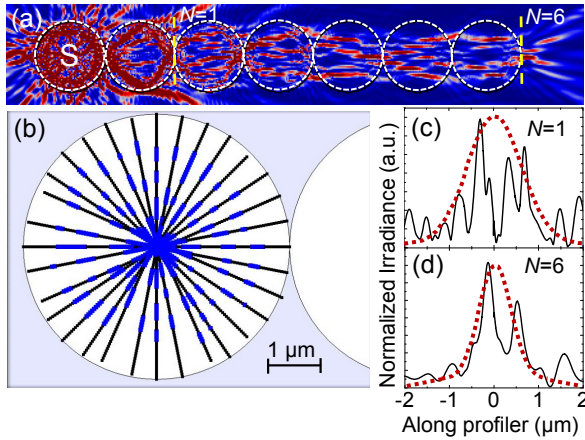 (a)
S
N=1
N=6
(b)
1 µm
(c)
N=1
(d)
N=6
Normalized Irradiance (a.u.)
-2 -1 0 1 2
Along profiler (µm)